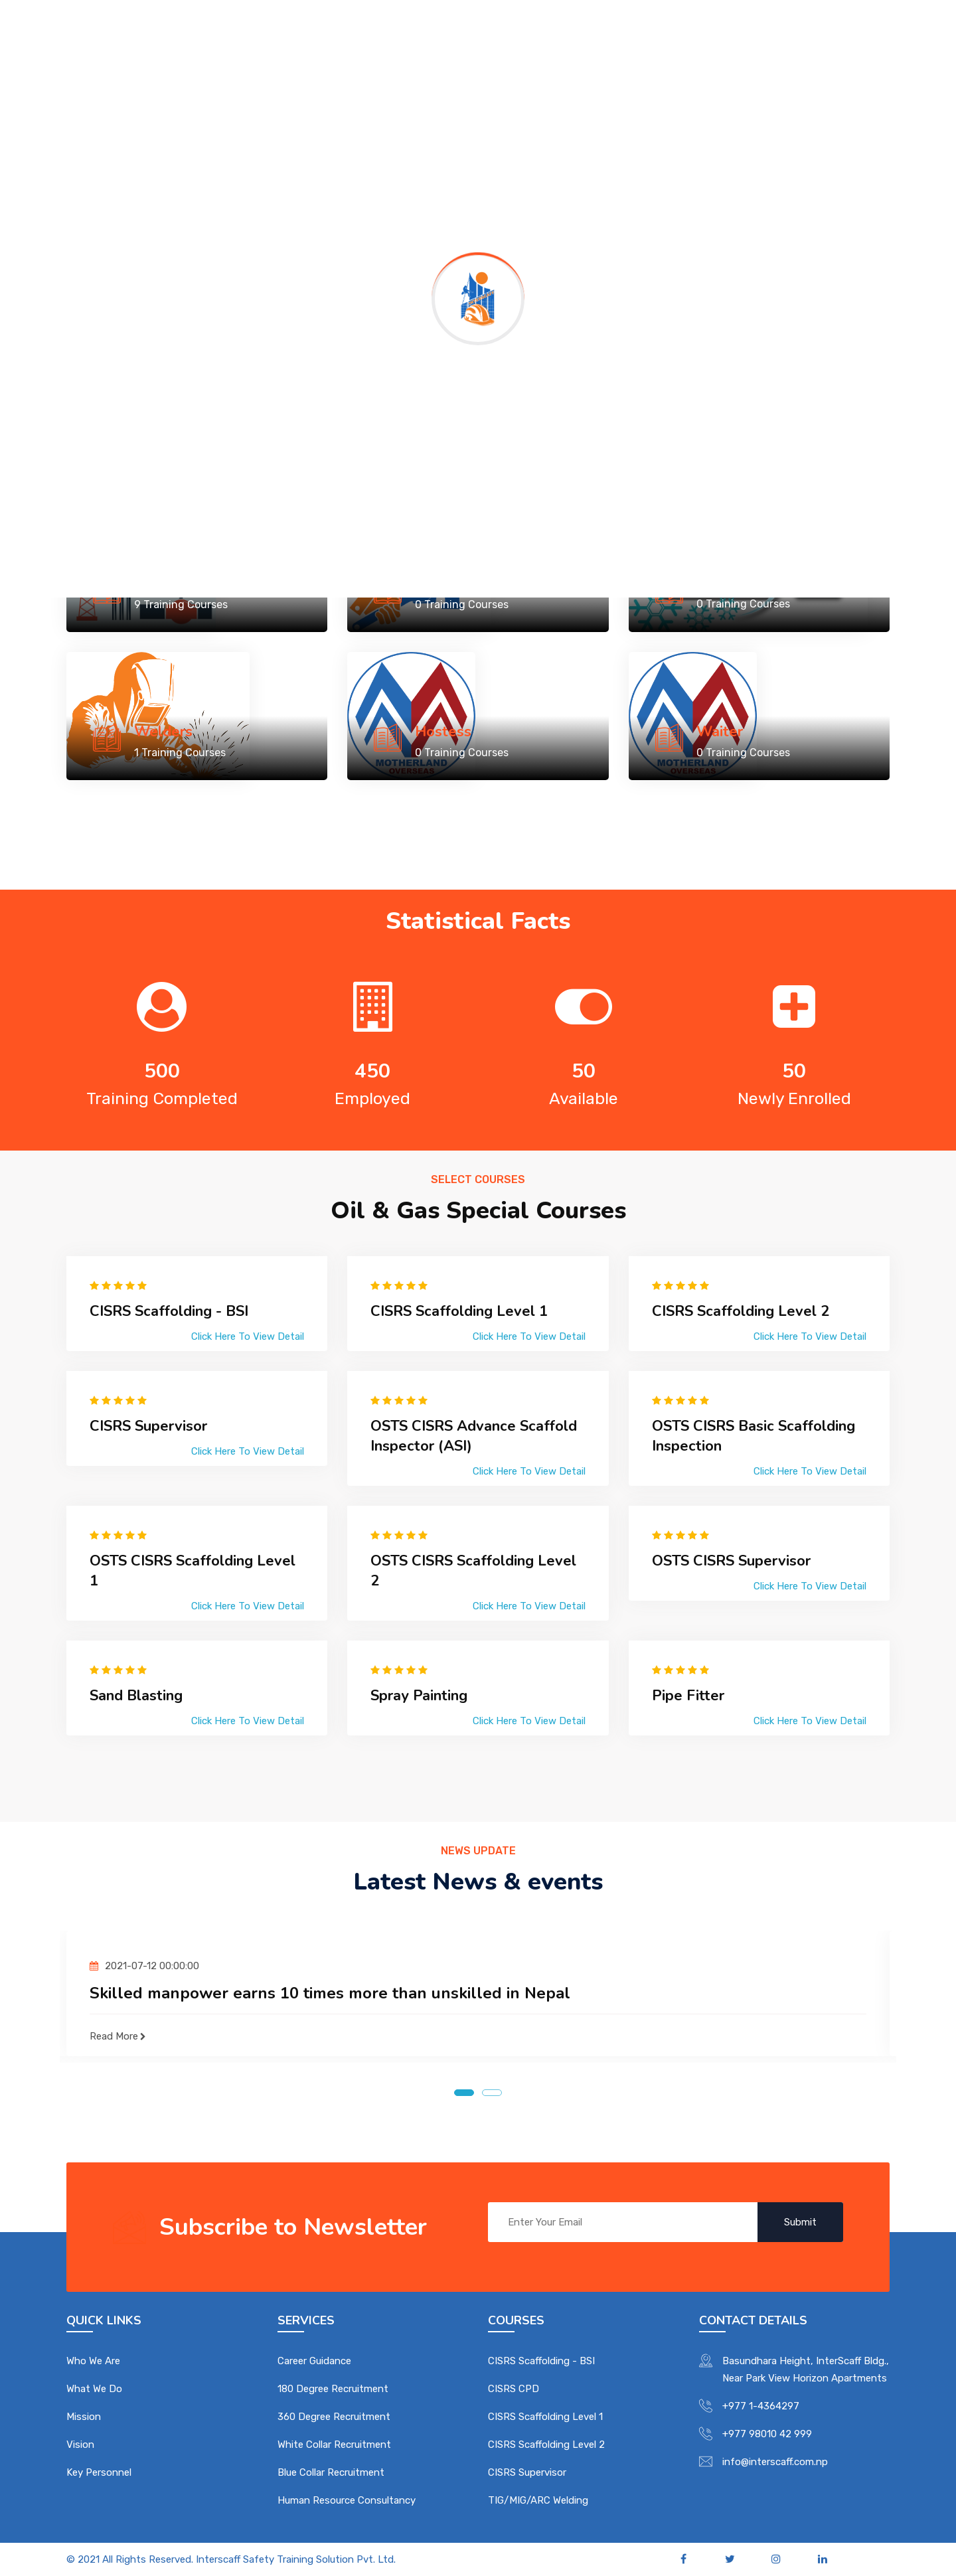 9 Training Courses
0 Training Courses
0 Training Courses
Welders
1 Training Courses
MOTHERLAND
OVERSEAS
Hostess
0 Training Courses
MOTHERLAND
OVERSEAS
Waiter
0 Training Courses
Statistical Facts
500
Training Completed
450
Employed
50
Available
50
Newly Enrolled
SELECT COURSES
Oil & Gas Special Courses
CISRS Scaffolding - BSI
Click Here To View Detail
CISRS Scaffolding Level 1
Click Here To View Detail
CISRS Scaffolding Level 2
Click Here To View Detail
CISRS Supervisor
Click Here To View Detail
OSTS CISRS Advance Scaffold
Inspector (ASI)
Click Here To View Detail
OSTS CISRS Basic Scaffolding
Inspection
Click Here To View Detail
OSTS CISRS Scaffolding Level
1
Click Here To View Detail
OSTS CISRS Scaffolding Level
2
Click Here To View Detail
OSTS CISRS Supervisor
Click Here To View Detail
Sand Blasting
Click Here To View Detail
Spray Painting
Click Here To View Detail
Pipe Fitter
Click Here To View Detail
NEWS UPDATE
Latest News & events
2021-07-12 00:00:00
Skilled manpower earns 10 times more than unskilled in Nepal
Read More
Subscribe to Newsletter
Enter Your Email
Submit
QUICK LINKS
Who We Are
What We Do
Mission
Vision
Key Personnel
SERVICES
Career Guidance
180 Degree Recruitment
360 Degree Recruitment
White Collar Recruitment
Blue Collar Recruitment
Human Resource Consultancy
COURSES
CISRS Scaffolding - BSI
CISRS CPD
CISRS Scaffolding Level 1
CISRS Scaffolding Level 2
CISRS Supervisor
TIG/MIG/ARC Welding
CONTACT DETAILS
Basundhara Height, InterScaff Bldg.,
Near Park View Horizon Apartments
+977 1-4364297
+977 98010 42 999
info@interscaff.com.np
© 2021 All Rights Reserved. Interscaff Safety Training Solution Pvt. Ltd.